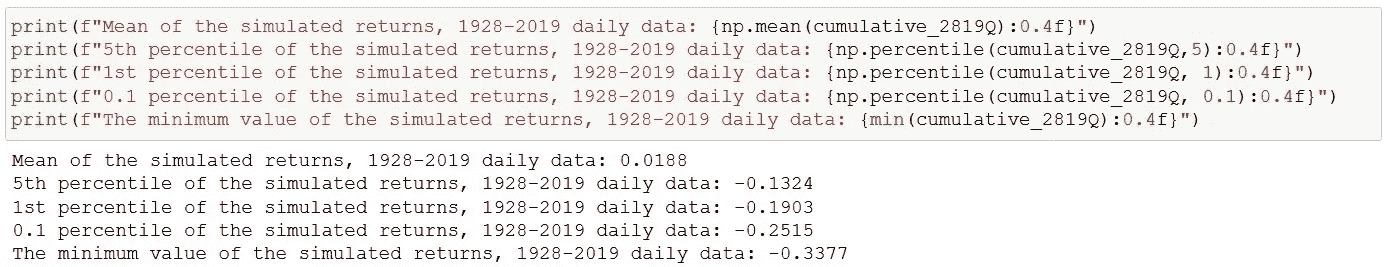 print(f"Mean of the simulated returns, 1928-2019 daily data: {np.mean(cumulative_2819Q):0.4f}")
print(f"5th percentile of the simulated returns, 1928-2019 daily data: {np.percentile(cumulative_2819Q,5):0.4f}")
print(f"1st percentile of the simulated returns, 1928-2019 daily data: {np.percentile(cumulative_2819Q, 1):0.4f}")
print(f"0.1 percentile of the simulated returns, 1928-2019 daily data: {np.percentile(cumulative_2819Q, 0.1):0.4f}")
print(f"The minimum value of the simulated returns, 1928-2019 daily data: {min(cumulative_2819Q):0.4f}")
Mean of the simulated returns, 1928-2019 daily data: 0.0188
5th percentile of the simulated returns, 1928-2019 daily data: -0.1324
1st percentile of the simulated returns, 1928-2019 daily data: -0.1903
0.1 percentile of the simulated returns, 1928-2019 daily data: -0.2515
The minimum value of the simulated returns, 1928-2019 daily data: -0.3377